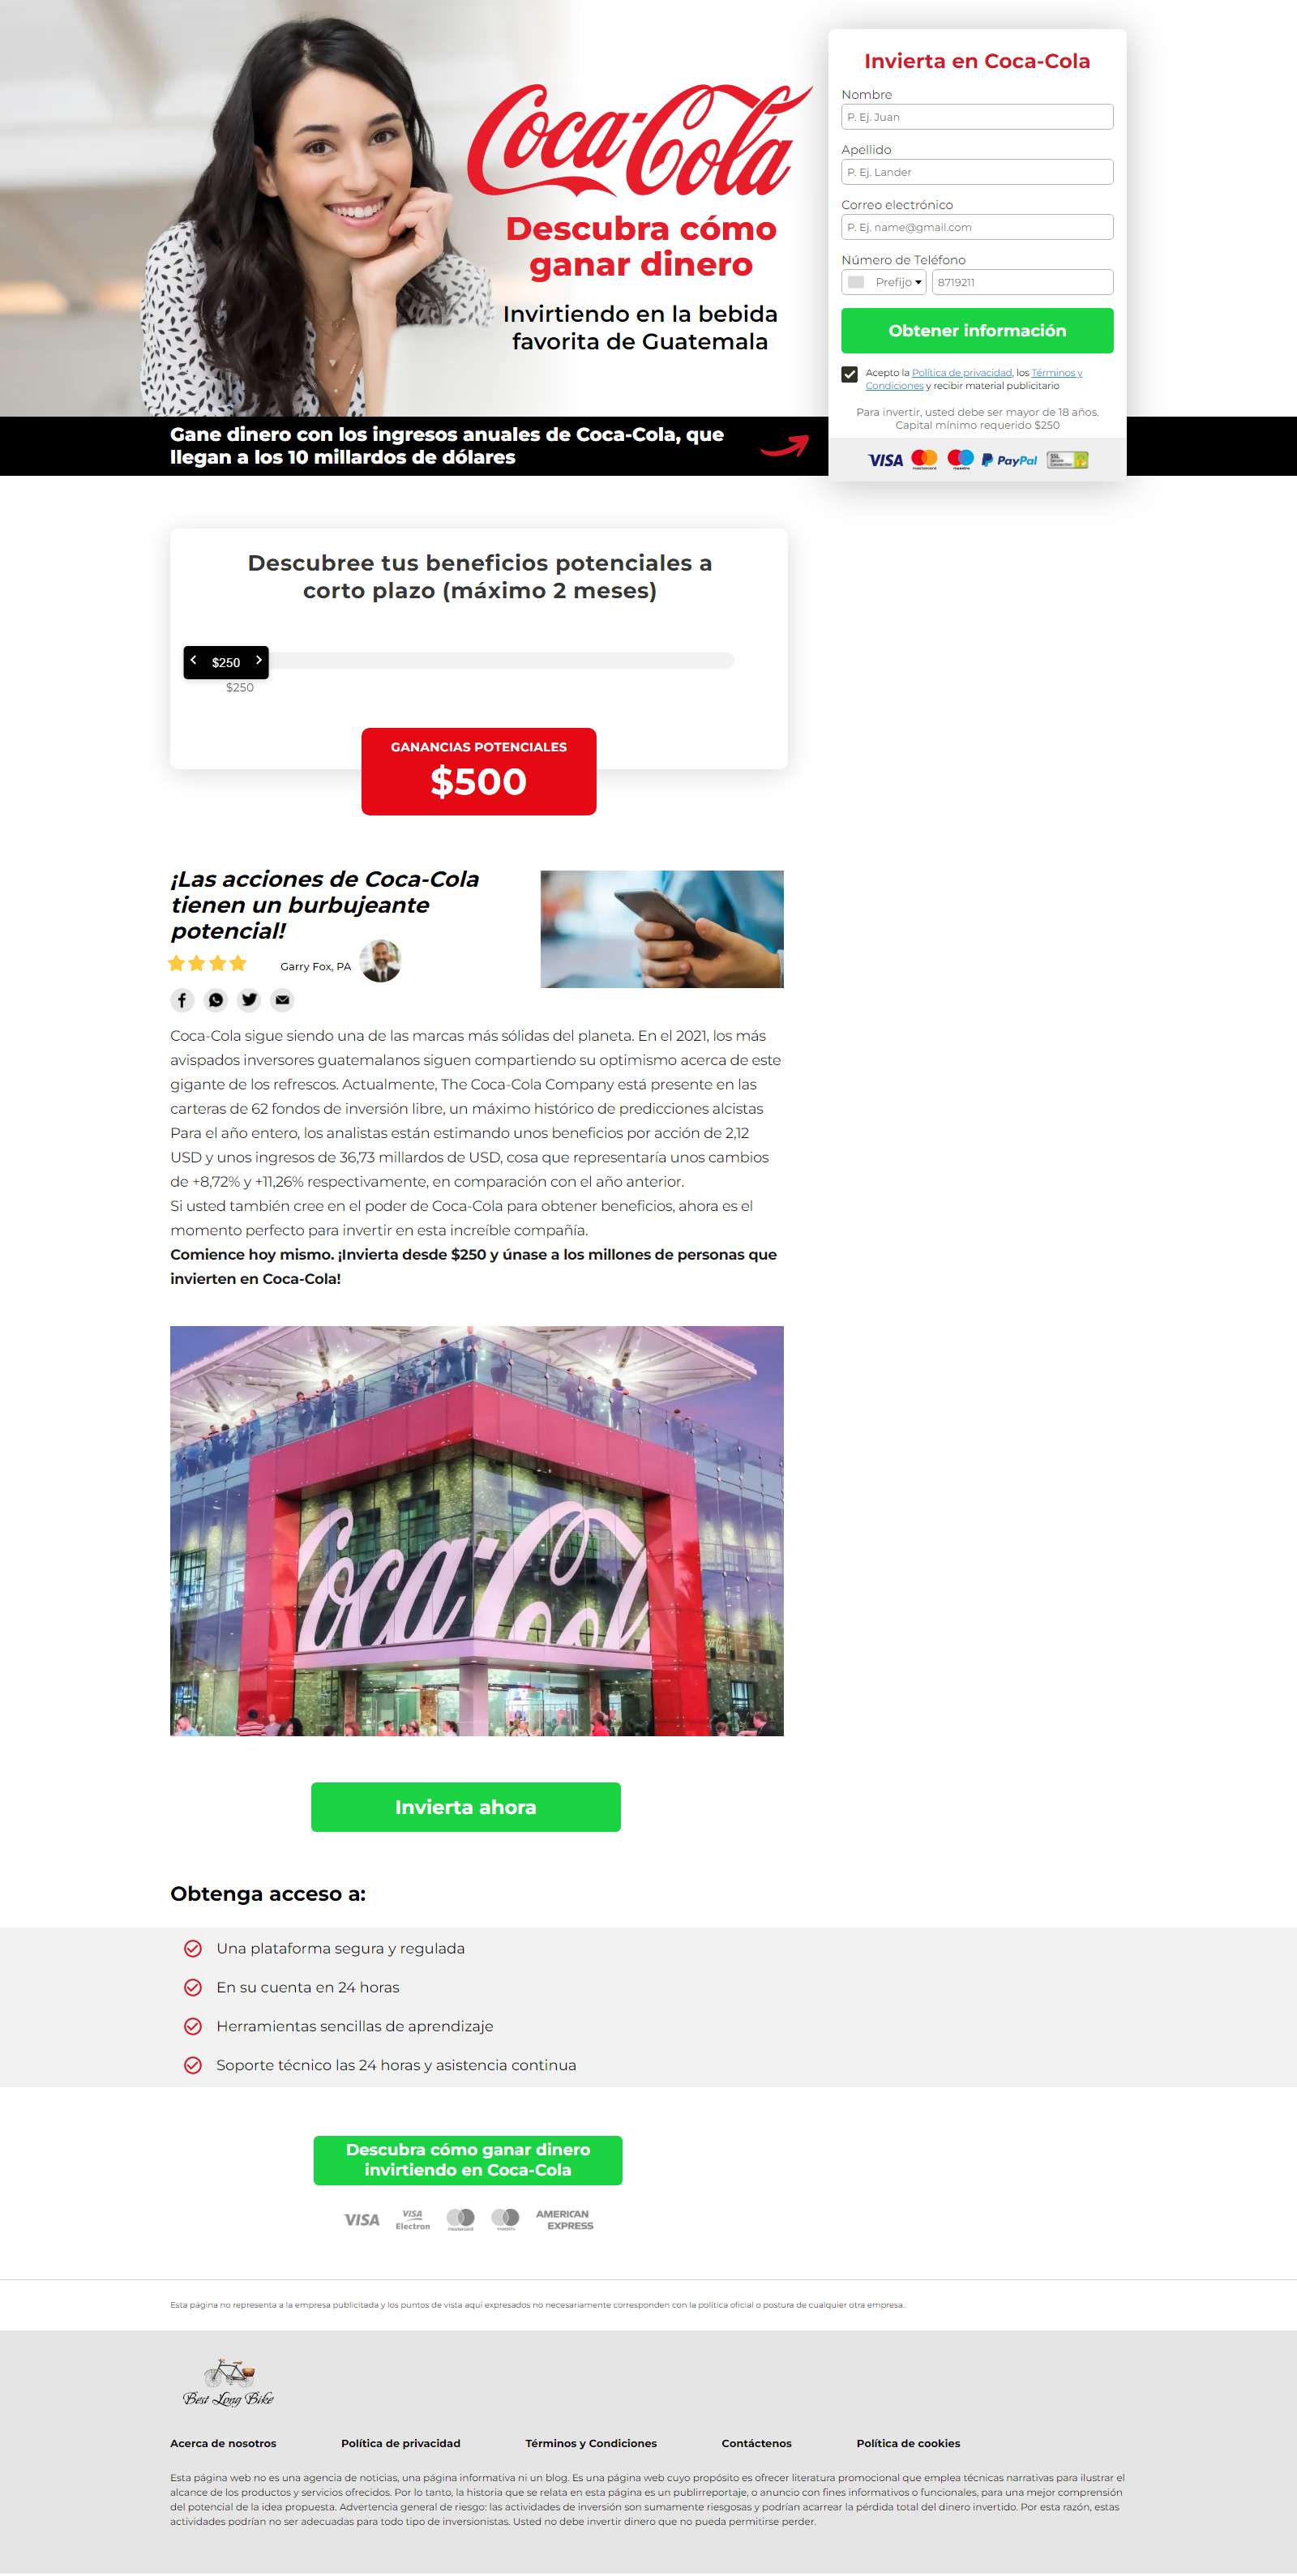 Coca-Cola
Descubra cómo
ganar dinero
Invirtiendo en la bebida
favorita de Guatemala
Gane dinero con los ingresos anuales de Coca-Cola, que
llegan a los 10 millardos de dólares
Invierta en Coca-Cola
Nombre
P. Ej. Juan
Apellido
P. Ej. Lander
Correo electrónico
P. Ej. name@gmail.com
Número de Teléfono
Prefijo 8719211
Obtener información
Acepto la Política de privacidad, los Términos y
Condiciones y recibir material publicitario
Para invertir, usted debe ser mayor de 18 años.
Capital mínimo requerido $250
VISA mastercard maestro PayPal SSL
Descubree tus beneficios potenciales a
corto plazo (máximo 2 meses)
$250
$250
GANANCIAS POTENCIALES
$500
¡Las acciones de Coca-Cola
tienen un burbujeante
potencial!
Garry Fox, PA
Coca-Cola sigue siendo una de las marcas más sólidas del planeta. En el 2021, los más
avispados inversores guatemalanos siguen compartiendo su optimismo acerca de este
gigante de los refrescos. Actualmente, The Coca-Cola Company está presente en las
carteras de 62 fondos de inversión libre, un máximo histórico de predicciones alcistas
Para el año entero, los analistas están estimando unos beneficios por acción de 2,12
USD y unos ingresos de 36,73 millardos de USD, cosa que representaría unos cambios
de +8,72% y +11,26% respectivamente, en comparación con el año anterior.
Si usted también cree en el poder de Coca-Cola para obtener beneficios, ahora es el
momento perfecto para invertir en esta increíble compañía.
Comience hoy mismo. ¡Invierta desde $250 y únase a los millones de personas que
invierten en Coca-Cola!
Coca-Cola
Invierta ahora
Obtenga acceso a:
Una plataforma segura y regulada
En su cuenta en 24 horas
Herramientas sencillas de aprendizaje
Soporte técnico las 24 horas y asistencia continua
Descubra cómo ganar dinero
invirtiendo en Coca-Cola
VISA VISA Electron mastercard maestro AMERICAN EXPRESS
Esta página no representa a la empresa publicitada y los puntos de vista aquí expresados no necesariamente corresponden con la política oficial o postura de cualquier otra empresa.
Best Long Bike
Acerca de nosotros Política de privacidad Términos y Condiciones Contáctenos Política de cookies
Esta página web no es una agencia de noticias, una página informativa ni un blog. Es una página web cuyo propósito es ofrecer literatura promocional que emplea técnicas narrativas para ilustrar el
alcance de los productos y servicios ofrecidos. Por lo tanto, la historia que se relata en esta página es un publirreportaje, o anuncio con fines informativos o funcionales, para una mejor comprensión
del potencial de la idea propuesta. Advertencia general de riesgo: las actividades de inversión son sumamente riesgosas y podrían acarrear la pérdida total del dinero invertido. Por esta razón, estas
actividades podrían no ser adecuadas para todo tipo de inversionistas. Usted no debe invertir dinero que no pueda permitirse perder.